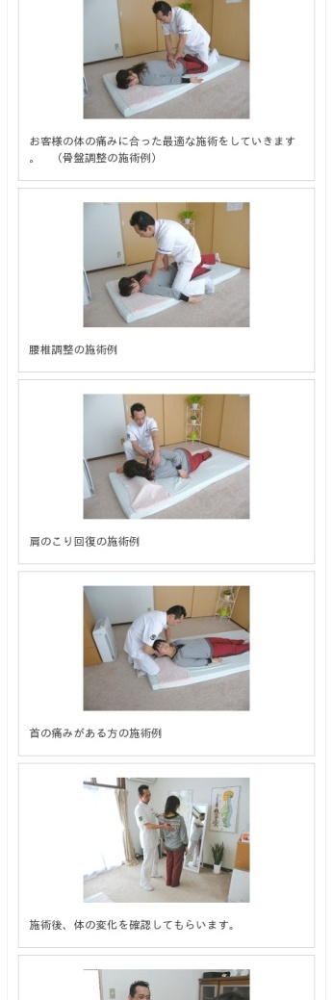 お客様の体の痛みに合った最適な施術をしていきます
。　（骨盤調整の施術例）
腰椎調整の施術例
肩のこり回復の施術例
首の痛みがある方の施術例
施術後、体の変化を確認してもらいます。